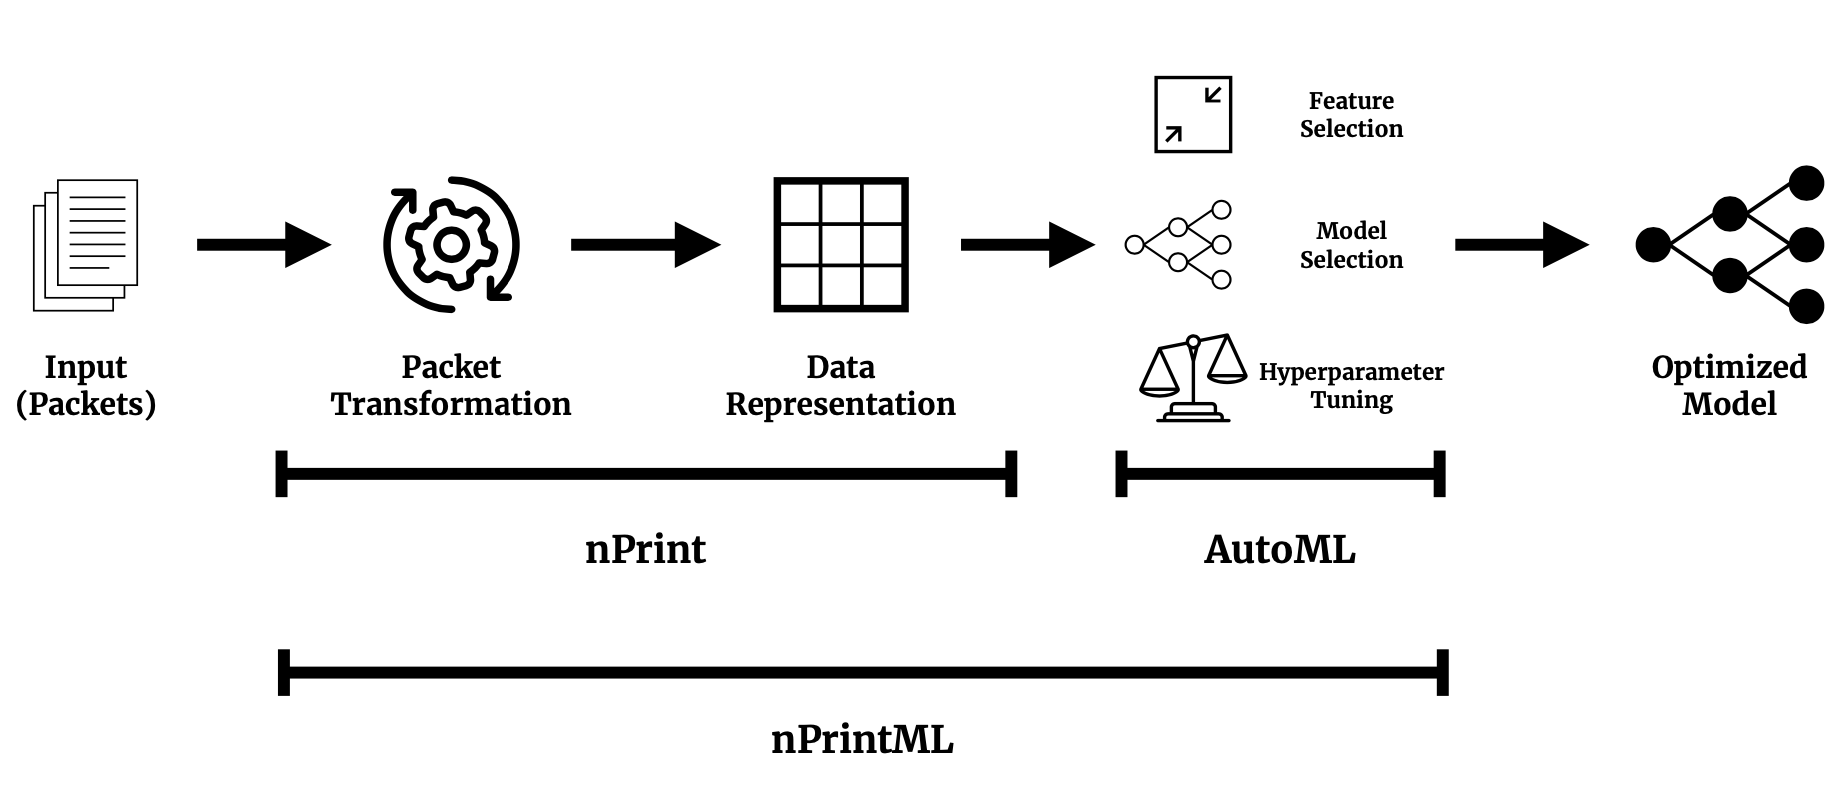 Feature
Selection
Model
Selection
Hyperparameter
Tuning
Input
(Packets)
Packet
Transformation
Data
Representation
Optimized
Model
nPrint
AutoML
nPrintML